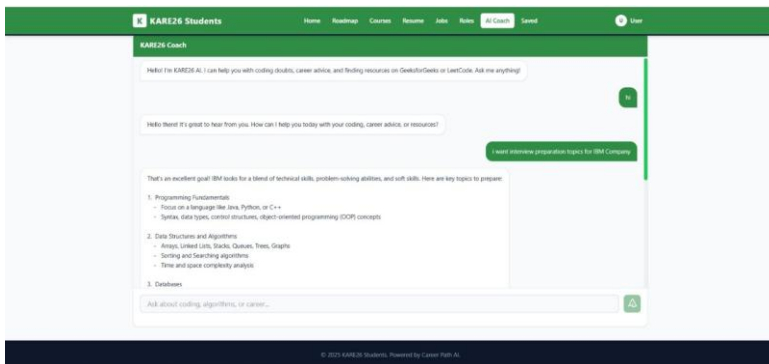 K KARE26 Students
Home Roadmap Courses Resume Jobs Roles AI Coach Saved
U User
KARE26 Coach
Hello! I'm KARE26 AI. I can help you with coding doubts, career advice, and finding resources on GeeksforGeeks or LeetCode. Ask me anything!
hi
Hello there! It's great to hear from you. How can I help you today with your coding, career advice, or resources?
i want interview preparation topics for IBM Company
That's an excellent goal! IBM looks for a blend of technical skills, problem-solving abilities, and soft skills. Here are key topics to prepare:
1. Programming Fundamentals
- Focus on a language like Java, Python, or C++
- Syntax, data types, control structures, object-oriented programming (OOP) concepts
2. Data Structures and Algorithms
- Arrays, Linked Lists, Stacks, Queues, Trees, Graphs
- Sorting and Searching algorithms
- Time and space complexity analysis
3. Databases
Ask about coding, algorithms, or career...
© 2025 KARE26 Students. Powered by Career Path AI.